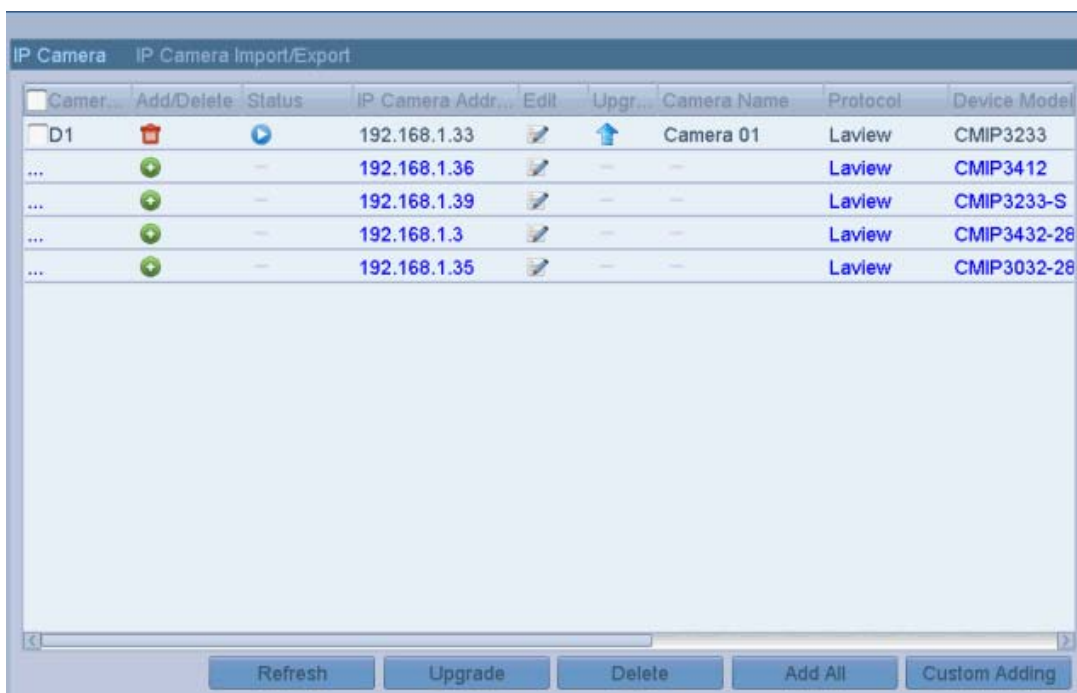 IP Camera IP Camera Import/Export
Camer... Add/Delete Status IP Camera Addr... Edit Upgr... Camera Name Protocol Device Model
D1 192.168.1.33 Camera 01 Laview CMIP3233
... — 192.168.1.36 — — Laview CMIP3412
... — 192.168.1.39 — — Laview CMIP3233-S
... — 192.168.1.3 — — Laview CMIP3432-28
... — 192.168.1.35 — — Laview CMIP3032-28
Refresh Upgrade Delete Add All Custom Adding